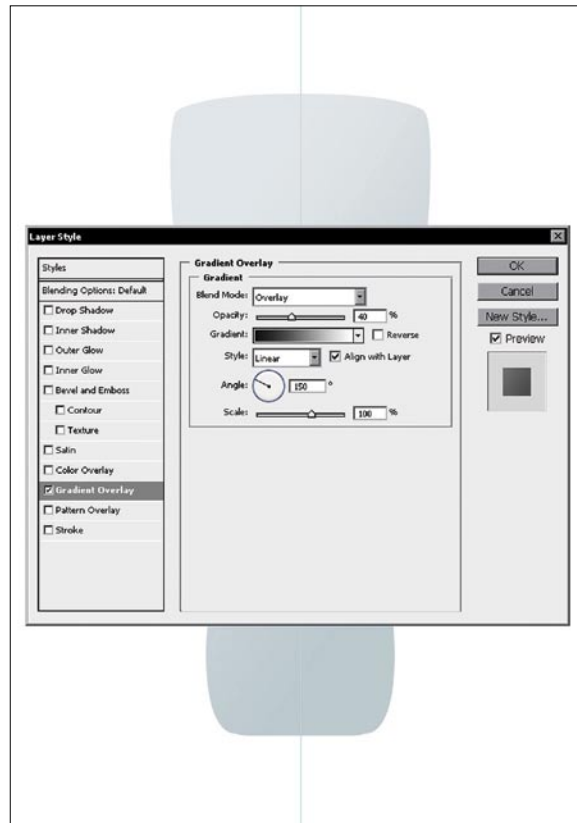 Layer Style
Styles
Blending Options: Default
Drop Shadow
Inner Shadow
Outer Glow
Inner Glow
Bevel and Emboss
Contour
Texture
Satin
Color Overlay
Gradient Overlay
Pattern Overlay
Stroke
Gradient Overlay
Gradient
Blend Mode: Overlay
Opacity: 40 %
Gradient: Reverse
Style: Linear Align with Layer
Angle: 150 °
Scale: 100 %
OK
Cancel
New Style...
Preview